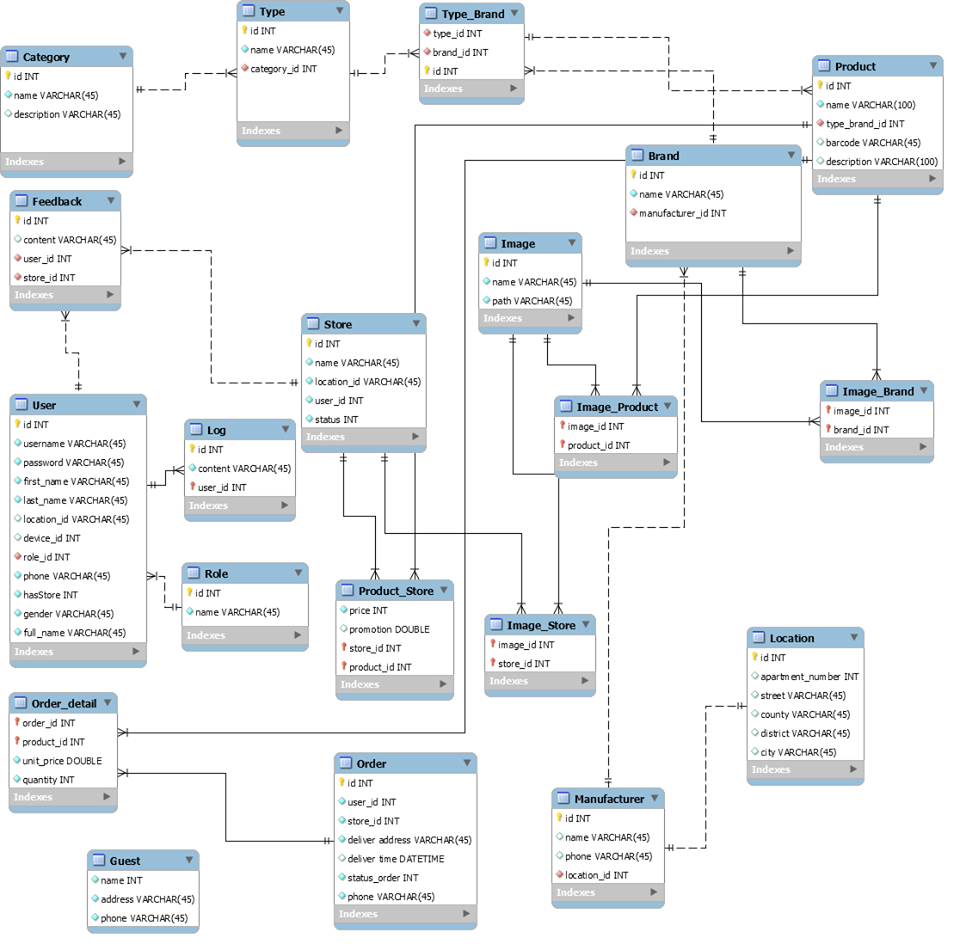 Category
id INT
name VARCHAR(45)
description VARCHAR(45)
Indexes
Type
id INT
name VARCHAR(45)
category_id INT
Indexes
Type_Brand
type_id INT
brand_id INT
id INT
Indexes
Product
id INT
name VARCHAR(100)
type_brand_id INT
barcode VARCHAR(45)
description VARCHAR(100)
Indexes
Brand
id INT
name VARCHAR(45)
manufacturer_id INT
Indexes
Feedback
id INT
content VARCHAR(45)
user_id INT
store_id INT
Indexes
Image
id INT
name VARCHAR(45)
path VARCHAR(45)
Indexes
Store
id INT
name VARCHAR(45)
location_id VARCHAR(45)
user_id INT
status INT
Indexes
Image_Product
image_id INT
product_id INT
Indexes
Image_Brand
image_id INT
brand_id INT
Indexes
User
id INT
username VARCHAR(45)
password VARCHAR(45)
first_name VARCHAR(45)
last_name VARCHAR(45)
location_id VARCHAR(45)
device_id INT
role_id INT
phone VARCHAR(45)
hasStore INT
gender VARCHAR(45)
full_name VARCHAR(45)
Indexes
Log
id INT
content VARCHAR(45)
user_id INT
Indexes
Role
id INT
name VARCHAR(45)
Indexes
Product_Store
price INT
promotion DOUBLE
store_id INT
product_id INT
Indexes
Image_Store
image_id INT
store_id INT
Indexes
Location
id INT
apartment_number INT
street VARCHAR(45)
county VARCHAR(45)
district VARCHAR(45)
city VARCHAR(45)
Indexes
Order_detail
order_id INT
product_id INT
unit_price DOUBLE
quantity INT
Indexes
Order
id INT
user_id INT
store_id INT
deliver address VARCHAR(45)
deliver time DATETIME
status_order INT
phone VARCHAR(45)
Indexes
Manufacturer
id INT
name VARCHAR(45)
phone VARCHAR(45)
location_id INT
Indexes
Guest
name INT
address VARCHAR(45)
phone VARCHAR(45)